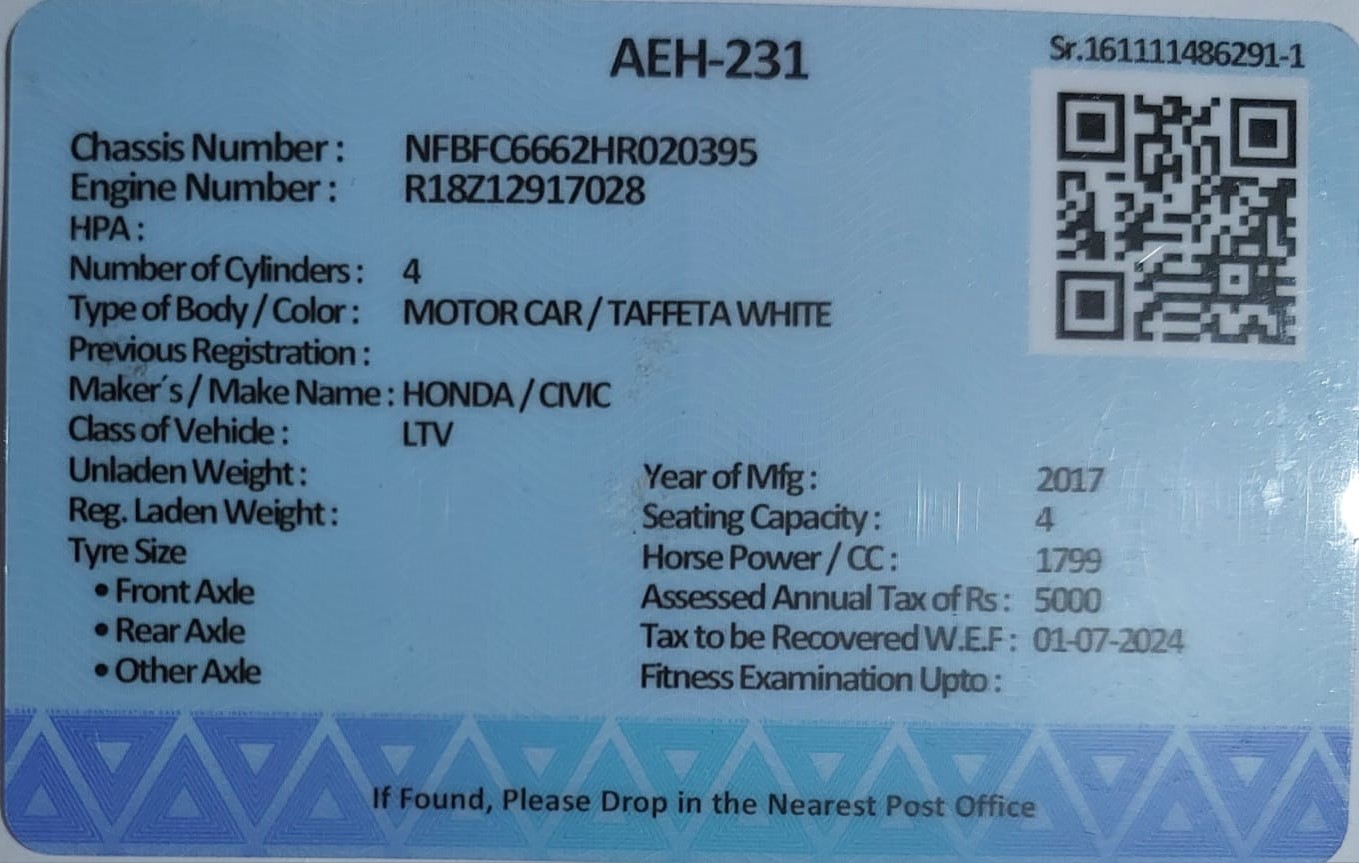 AEH-231
Sr.161111486291-1
Chassis Number : NFBFC6662HR020395
Engine Number : R18Z12917028
HPA :
Number of Cylinders : 4
Type of Body / Color : MOTOR CAR / TAFFETA WHITE
Previous Registration :
Maker´s / Make Name : HONDA / CIVIC
Class of Vehicle : LTV
Unladen Weight :
Reg. Laden Weight :
Tyre Size
• Front Axle
• Rear Axle
• Other Axle
Year of Mfg : 2017
Seating Capacity : 4
Horse Power / CC : 1799
Assessed Annual Tax of Rs : 5000
Tax to be Recovered W.E.F : 01-07-2024
Fitness Examination Upto :
If Found, Please Drop in the Nearest Post Office